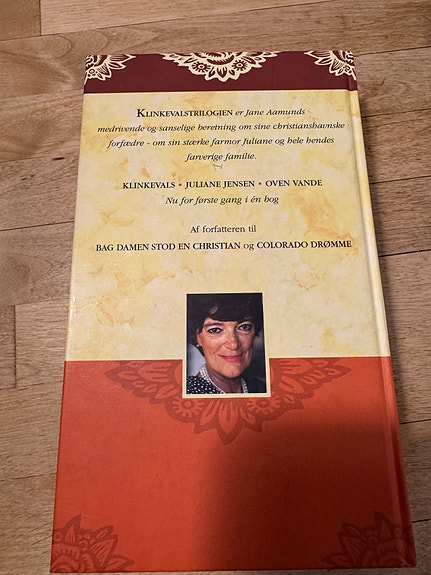 KLINKEVALSTRILOGIEN er Jane Aamunds
medrivende og sanselige beretning om sine christianshavnske
forfædre - om sin stærke farmor Juliane og hele hendes
farverige familie.
KLINKEVALS • JULIANE JENSEN • OVEN VANDE
Nu for første gang i én bog
Af forfatteren til
BAG DAMEN STOD EN CHRISTIAN og COLORADO DRØMME